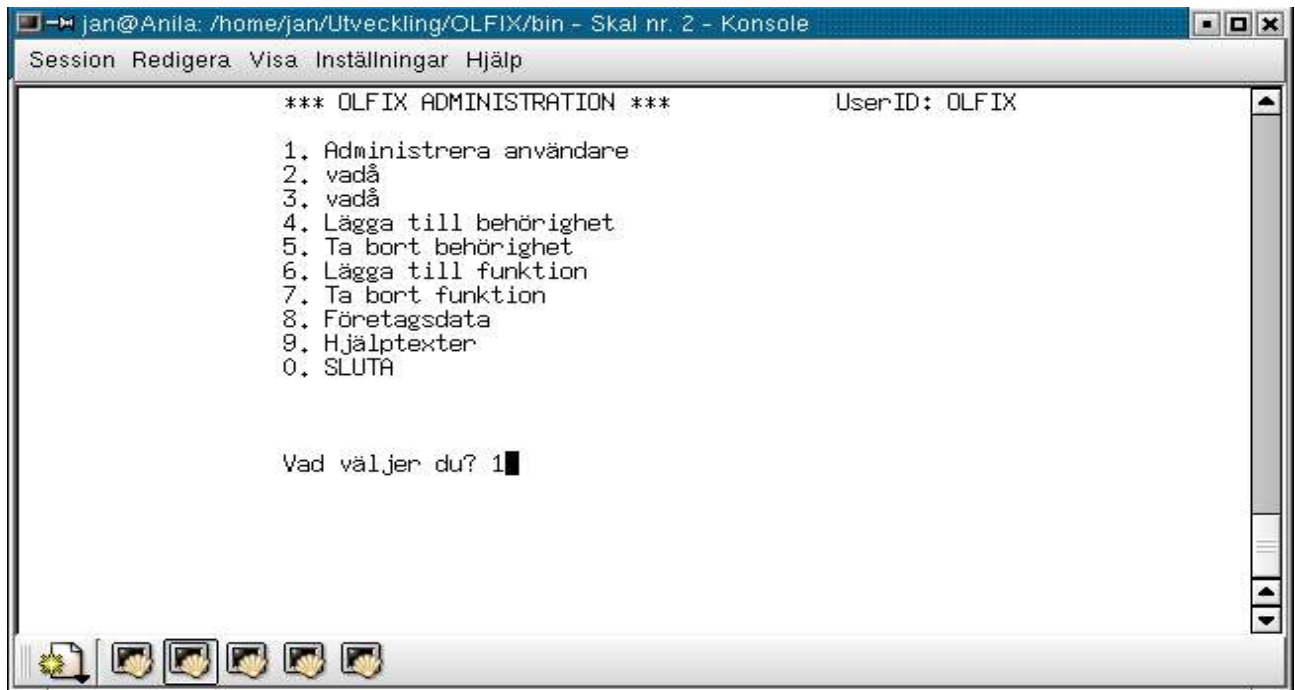 jan@Anila: /home/jan/Utveckling/OLFIX/bin - Skal nr. 2 - Konsole
Session Redigera Visa Inställningar Hjälp
*** OLFIX ADMINISTRATION *** UserID: OLFIX
1. Administrera användare
2. vadå
3. vadå
4. Lägga till behörighet
5. Ta bort behörighet
6. Lägga till funktion
7. Ta bort funktion
8. Företagsdata
9. Hjälptexter
0. SLUTA
Vad väljer du? 1